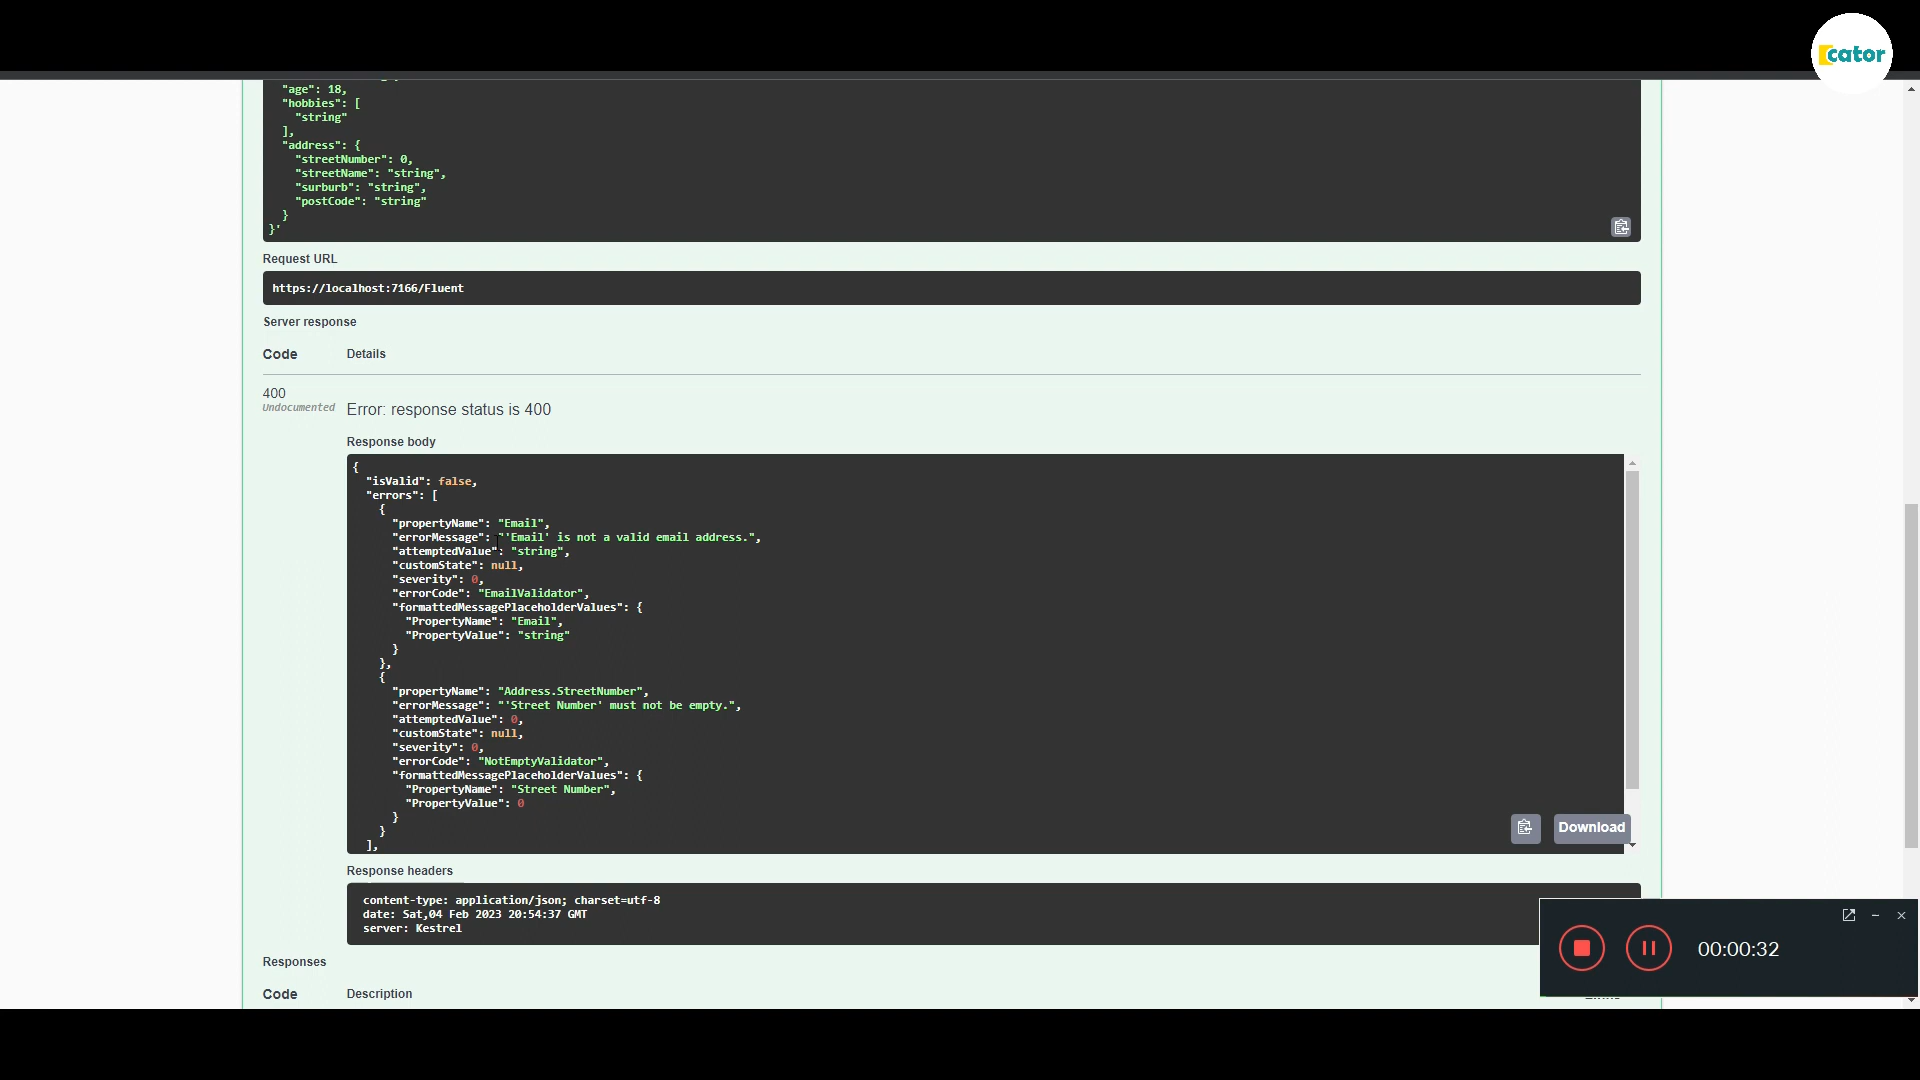 cator
"age": 18,
"hobbies": [
"string"
],
"address": {
"streetNumber": 0,
"streetName": "string",
"surburb": "string",
"postCode": "string"
}
}'
Request URL
https://localhost:7166/Fluent
Server response
Code Details
400
Undocumented
Error: response status is 400
Response body
{
"isValid": false,
"errors": [
{
"propertyName": "Email",
"errorMessage": "'Email' is not a valid email address.",
"attemptedValue": "string",
"customState": null,
"severity": 0,
"errorCode": "EmailValidator",
"formattedMessagePlaceholderValues": {
"PropertyName": "Email",
"PropertyValue": "string"
}
},
{
"propertyName": "Address.StreetNumber",
"errorMessage": "'Street Number' must not be empty.",
"attemptedValue": 0,
"customState": null,
"severity": 0,
"errorCode": "NotEmptyValidator",
"formattedMessagePlaceholderValues": {
"PropertyName": "Street Number",
"PropertyValue": 0
}
}
],
Download
Response headers
content-type: application/json; charset=utf-8
date: Sat,04 Feb 2023 20:54:37 GMT
server: Kestrel
Responses
Code Description
00:00:32